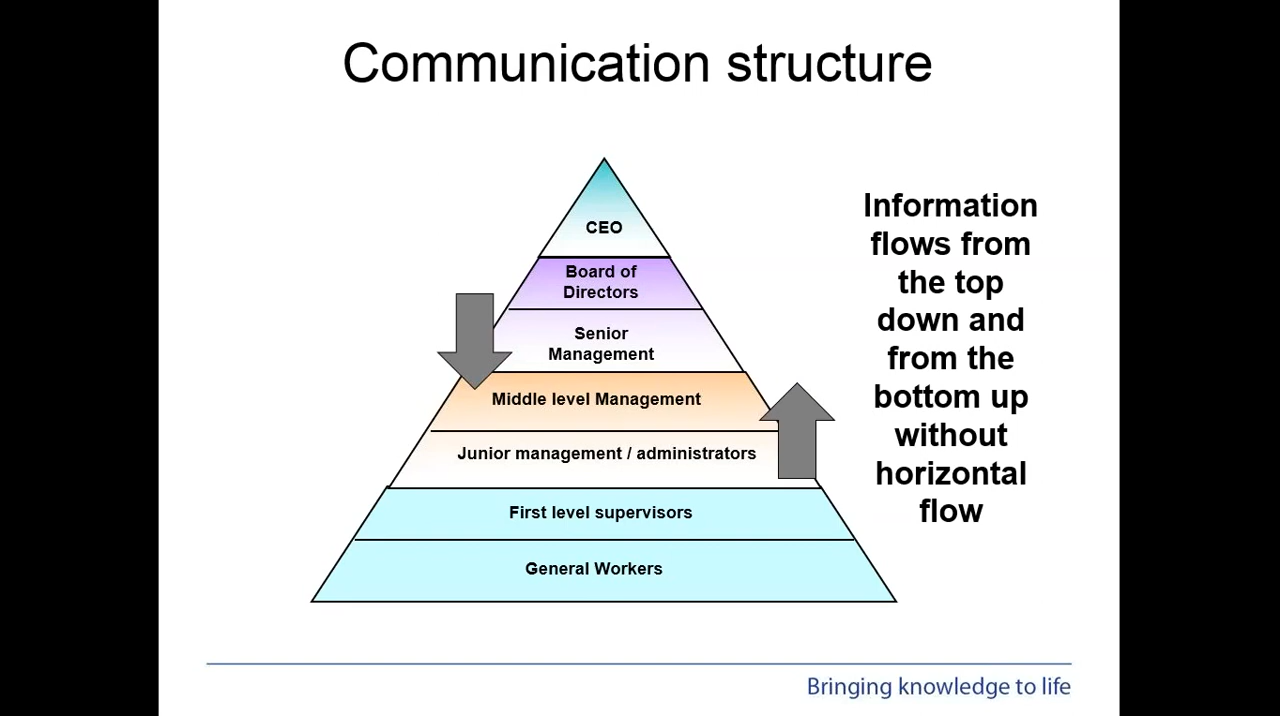 Communication structure
CEO
Board of
Directors
Senior
Management
Middle level Management
Junior management / administrators
First level supervisors
General Workers
Information
flows from
the top
down and
from the
bottom up
without
horizontal
flow
Bringing knowledge to life